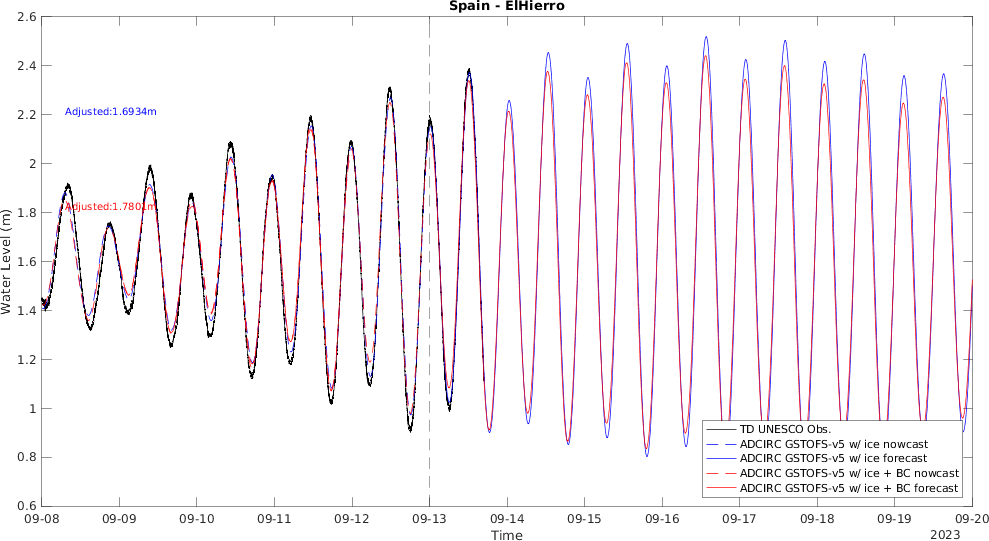 Spain - ElHierro
2.6
2.4
2.2
2
1.8
1.6
1.4
1.2
1
0.8
0.6
Water Level (m)
Adjusted:1.6934m
Adjusted:1.7801m
TD UNESCO Obs.
ADCIRC GSTOFS-v5 w/ ice nowcast
ADCIRC GSTOFS-v5 w/ ice forecast
ADCIRC GSTOFS-v5 w/ ice + BC nowcast
ADCIRC GSTOFS-v5 w/ ice + BC forecast
09-08 09-09 09-10 09-11 09-12 09-13 09-14 09-15 09-16 09-17 09-18 09-19 09-20
Time
2023